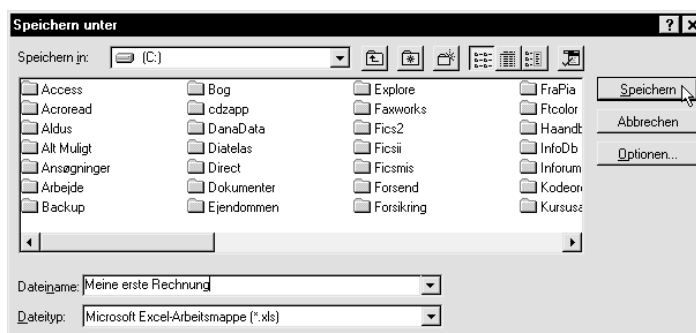 Speichern unter
Speichern in: (C:)
Access Bog Explore FraPia
Acroread cdzapp Faxworks Ftcolor
Aldus DanaData Fics2 Haandb
Alt Muligt Diatelas Ficsii InfoDb
Ansøgninger Direct Ficsmis Inforum
Arbejde Dokumenter Forsend Kodeor
Backup Ejendommen Forsikring Kursusa
Speichern
Abbrechen
Optionen...
Dateiname: Meine erste Rechnung
Dateityp: Microsoft Excel-Arbeitsmappe (*.xls)